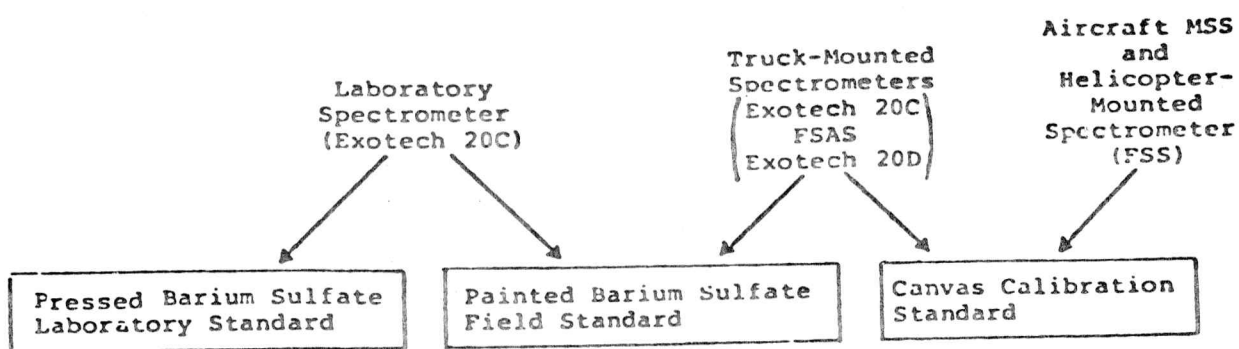 Laboratory
Spectrometer
(Exotech 20C)
Truck-Mounted
Spectrometers
(Exotech 20C
FSAS
Exotech 20D)
Aircraft MSS
and
Helicopter-
Mounted
Spectrometer
(FSS)
Pressed Barium Sulfate
Laboratory Standard
Painted Barium Sulfate
Field Standard
Canvas Calibration
Standard